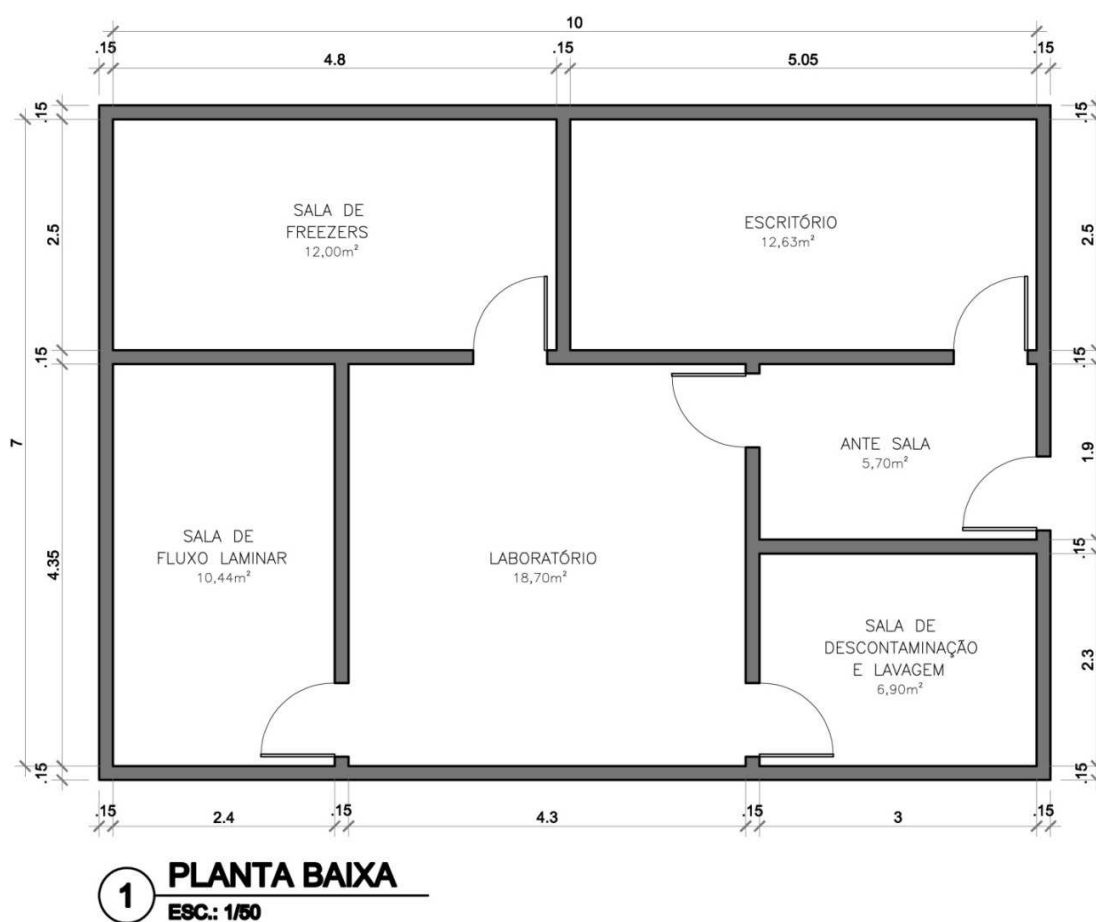 10
.15
4.8
.15
5.05
.15
.15
2.5
.15
7
4.35
.15
SALA DE
FREEZERS
12,00m²
ESCRITÓRIO
12,63m²
.15
2.5
.15
1.9
.15
2.3
.15
ANTE SALA
5,70m²
SALA DE
FLUXO LAMINAR
10,44m²
LABORATÓRIO
18,70m²
SALA DE
DESCONTAMINAÇÃO
E LAVAGEM
6,90m²
.15
2.4
.15
4.3
.15
3
.15
1
PLANTA BAIXA
ESC.: 1/50